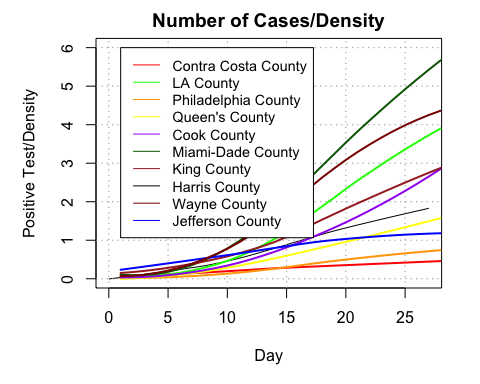 Number of Cases/Density
Positive Test/Density
6
5
4
3
2
1
0
Contra Costa County
LA County
Philadelphia County
Queen's County
Cook County
Miami-Dade County
King County
Harris County
Wayne County
Jefferson County
0 5 10 15 20 25
Day